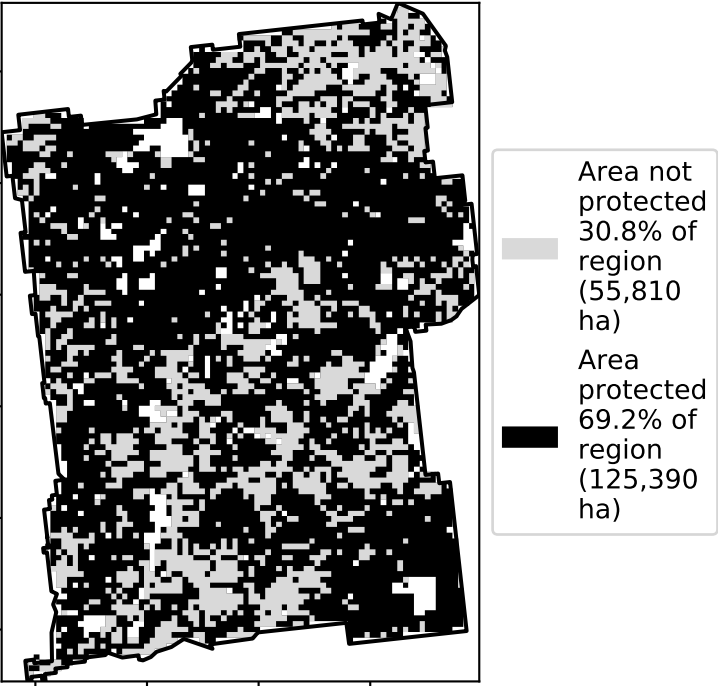 Area not
protected
30.8% of
region
(55,810
ha)
Area
protected
69.2% of
region
(125,390
ha)